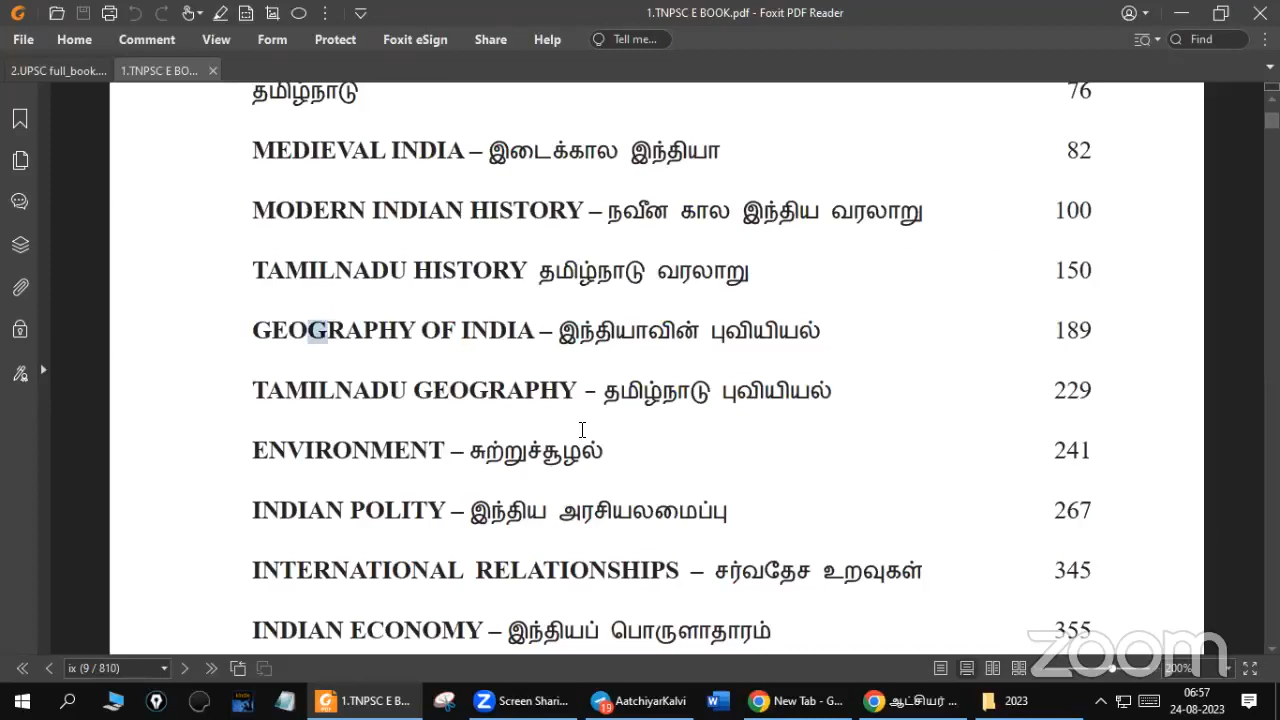 1.TNPSC E BOOK.pdf - Foxit PDF Reader
File Home Comment View Form Protect Foxit eSign Share Help Tell me... Find
2.UPSC full_book.... 1.TNPSC E BO...
தமிழ்நாடு 76
MEDIEVAL INDIA – இடைக்கால இந்தியா 82
MODERN INDIAN HISTORY – நவீன கால இந்திய வரலாறு 100
TAMILNADU HISTORY தமிழ்நாடு வரலாறு 150
GEOGRAPHY OF INDIA – இந்தியாவின் புவியியல் 189
TAMILNADU GEOGRAPHY - தமிழ்நாடு புவியியல் 229
ENVIRONMENT – சுற்றுச்சூழல் 241
INDIAN POLITY – இந்திய அரசியலமைப்பு 267
INTERNATIONAL RELATIONSHIPS – சர்வதேச உறவுகள் 345
INDIAN ECONOMY – இந்தியப் பொருளாதாரம் 355
zoom
ix (9 / 810) 200%
1.TNPSC E B... Screen Shari... 19 AatchiyarKalvi New Tab - G... ஆட்சியர் ... 2023 06:57
24-08-2023